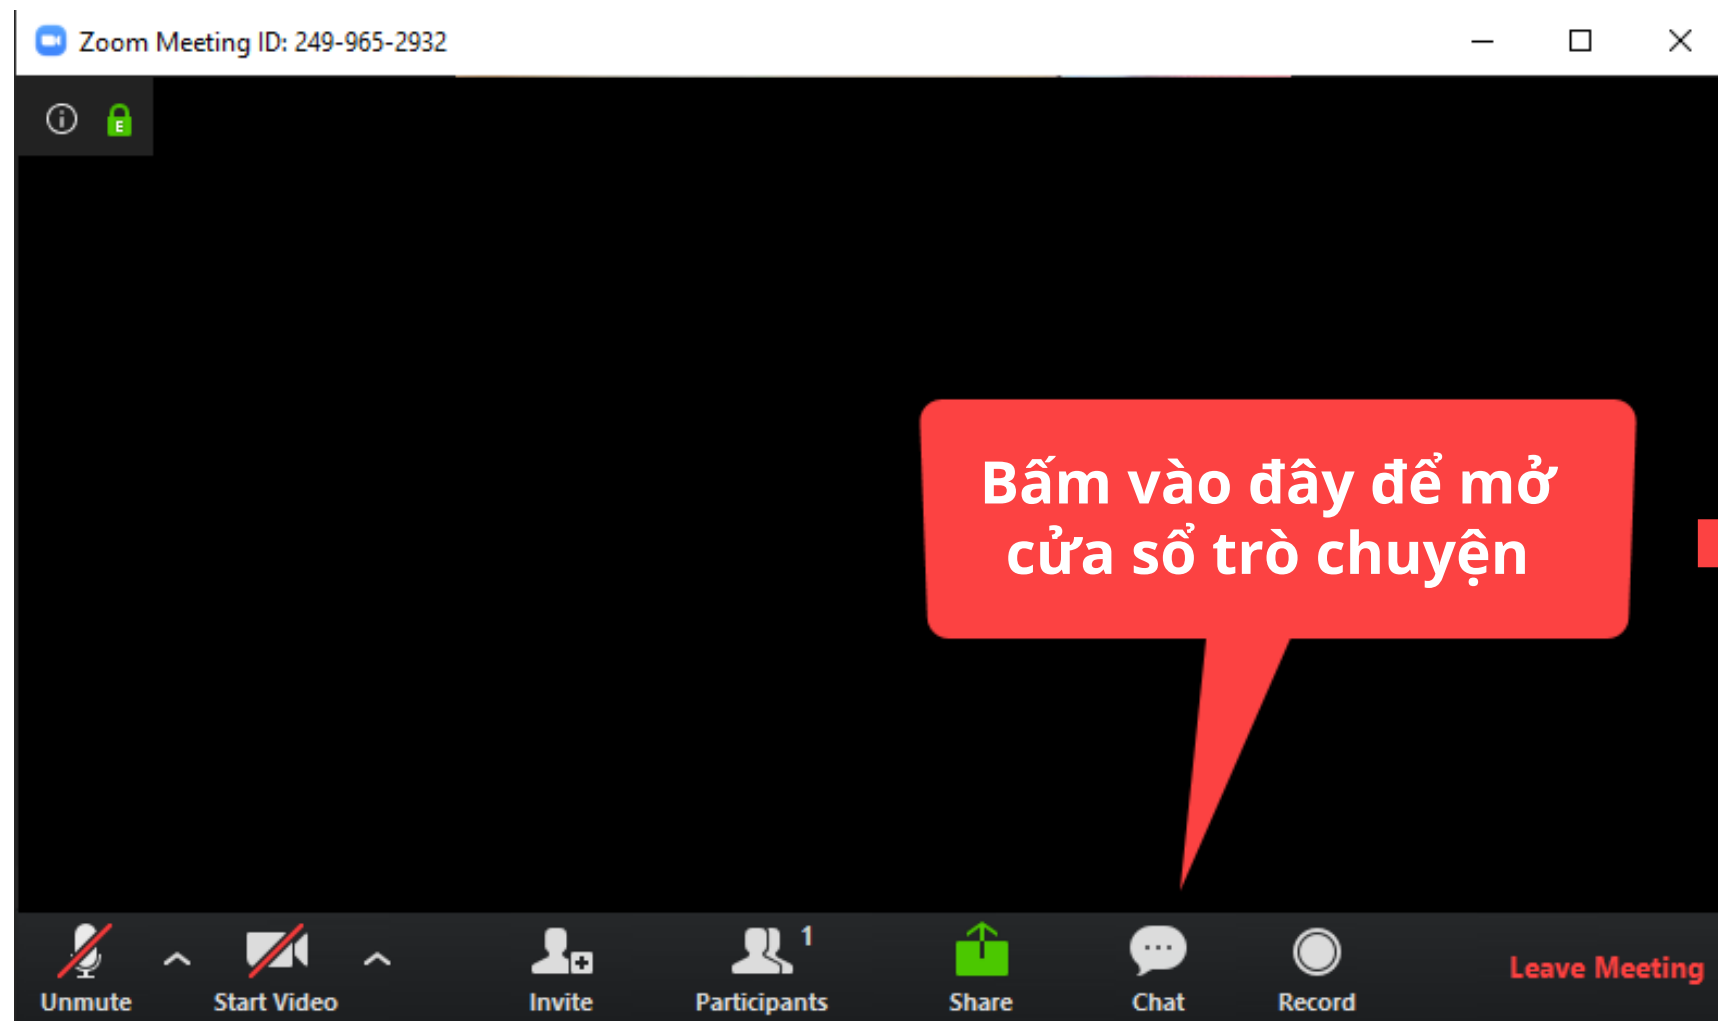 Zoom Meeting ID: 249-965-2932
E
Bấm vào đây để mở
cửa sổ trò chuyện
1
Unmute
Start Video
Invite
Participants
Share
Chat
Record
Leave Meeting